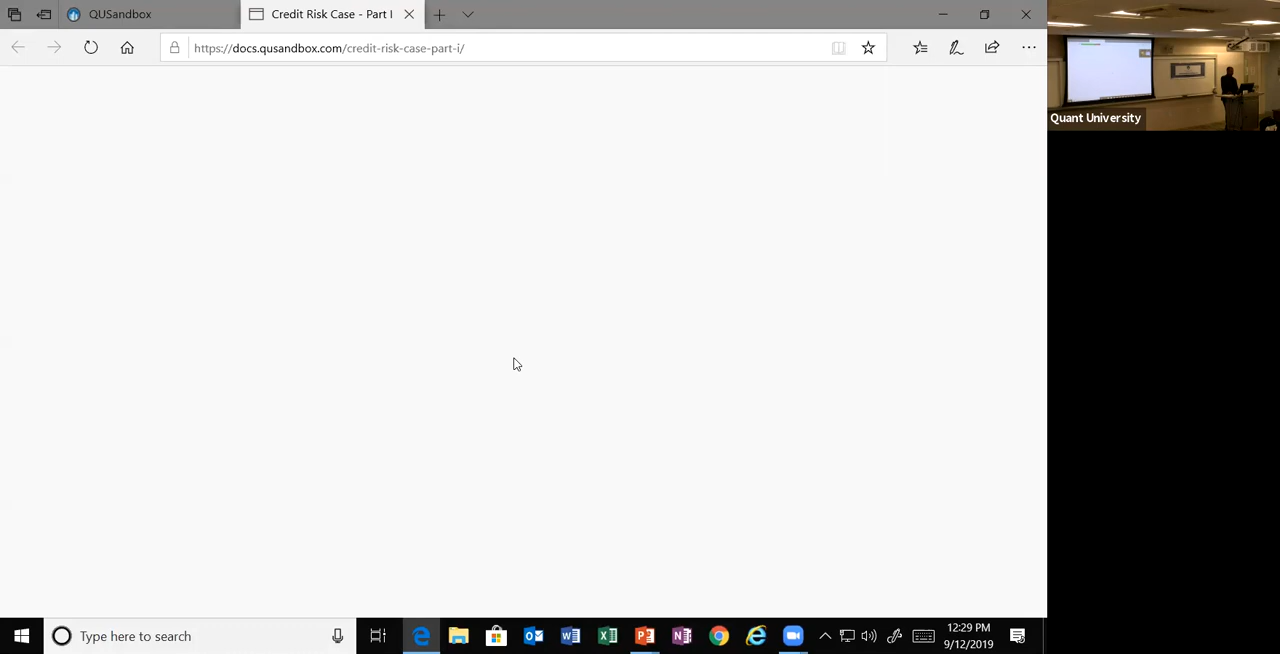 QUSandbox
Credit Risk Case - Part I
https://docs.qusandbox.com/credit-risk-case-part-i/
Quant University
Type here to search
12:29 PM
9/12/2019